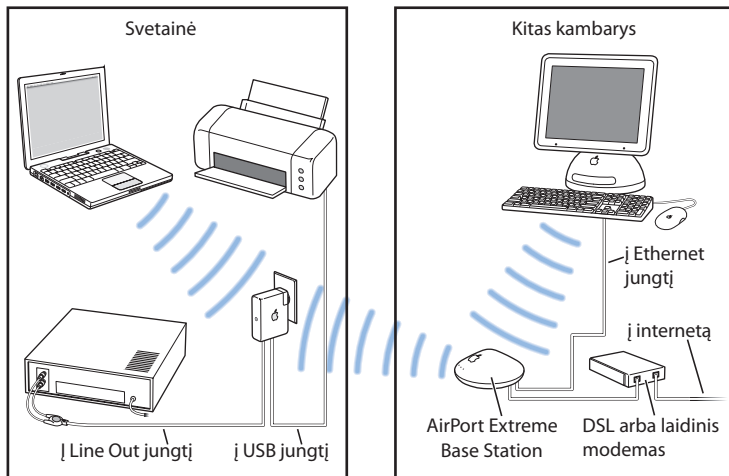 Svetainė
Į Line Out jungtį
į USB jungtį
Kitas kambarys
į Ethernet
jungtį
į internetą
AirPort Extreme
Base Station
DSL arba laidinis
modemas